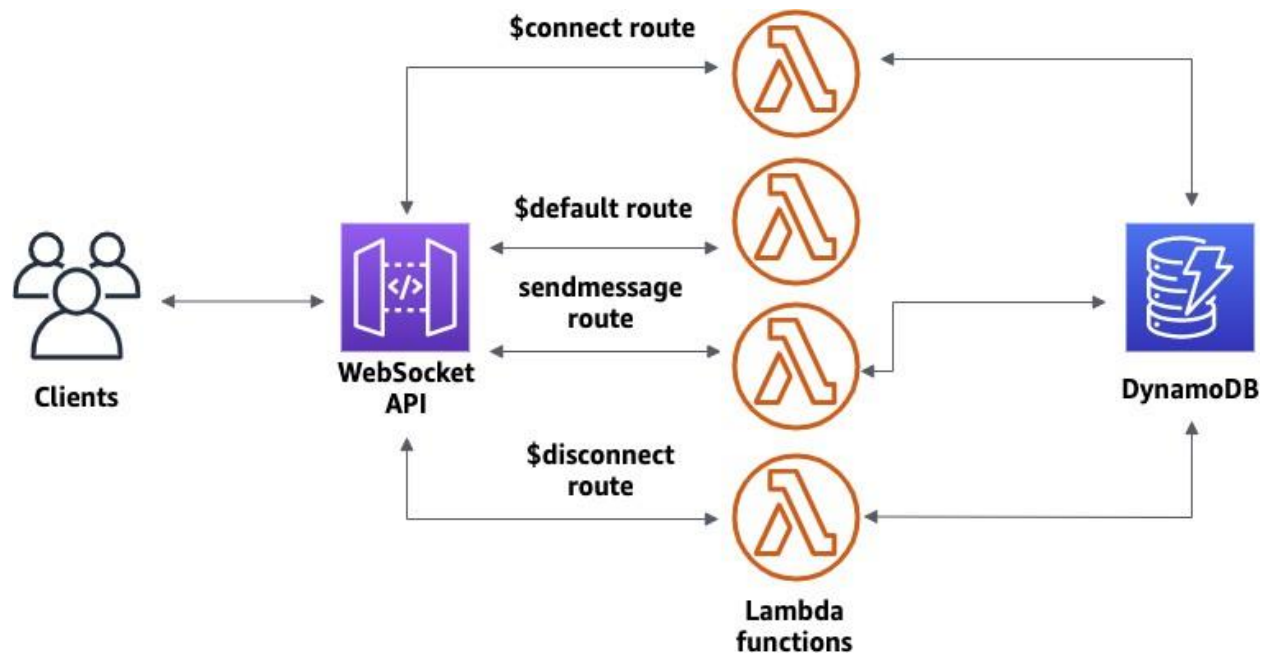 $connect route
$default route
sendmessage
route
</>
WebSocket
API
Clients
DynamoDB
$disconnect
route
Lambda
functions